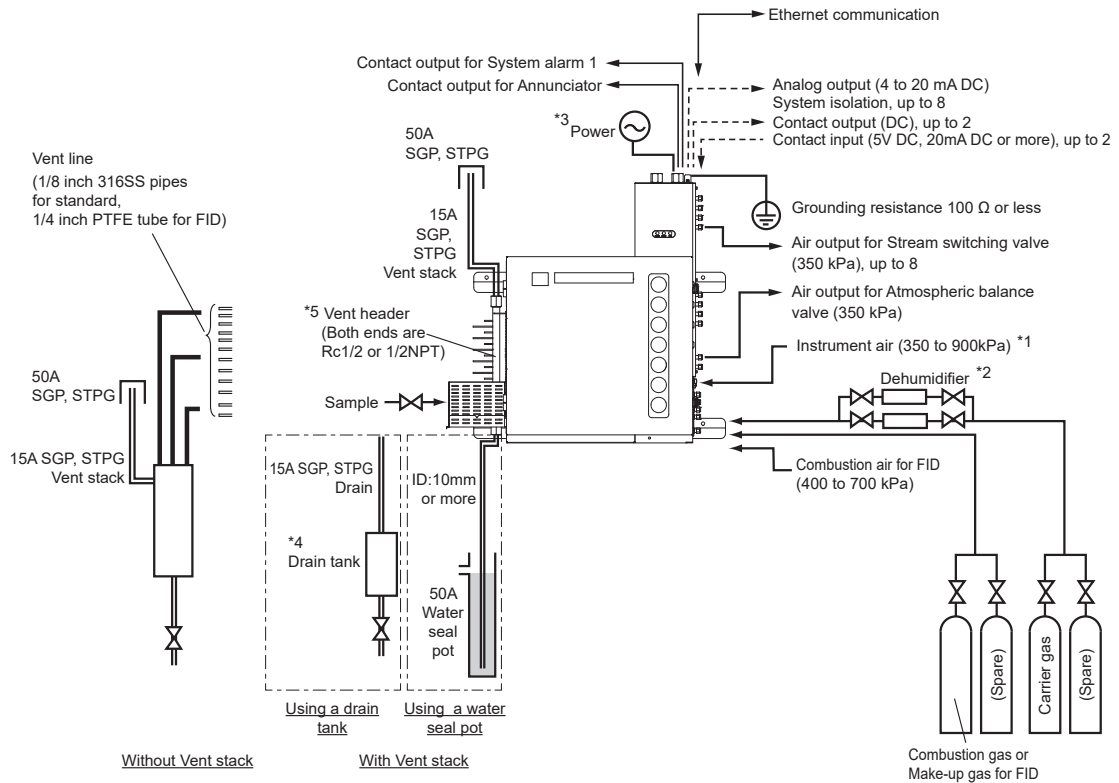 Ethernet communication
Contact output for System alarm 1
Contact output for Annunciator
Analog output (4 to 20 mA DC)
System isolation, up to 8
Contact output (DC), up to 2
Contact input (5V DC, 20mA DC or more), up to 2
*3 Power
50A
SGP, STPG
Vent line
(1/8 inch 316SS pipes
for standard,
1/4 inch PTFE tube for FID)
15A
SGP,
STPG
Vent stack
Grounding resistance 100 Ω or less
Air output for Stream switching valve
(350 kPa), up to 8
Air output for Atmospheric balance
valve (350 kPa)
*5 Vent header
(Both ends are
Rc1/2 or 1/2NPT)
Instrument air (350 to 900kPa) *1
Dehumidifier *2
50A
SGP, STPG
Sample
15A SGP, STPG
Vent stack
15A SGP, STPG
Drain
ID:10mm
or more
Combustion air for FID
(400 to 700 kPa)
*4
Drain tank
50A
Water
seal
pot
(Spare)
Carrier gas
(Spare)
Using a drain
tank
Using a water
seal pot
Without Vent stack
With Vent stack
Combustion gas or
Make-up gas for FID